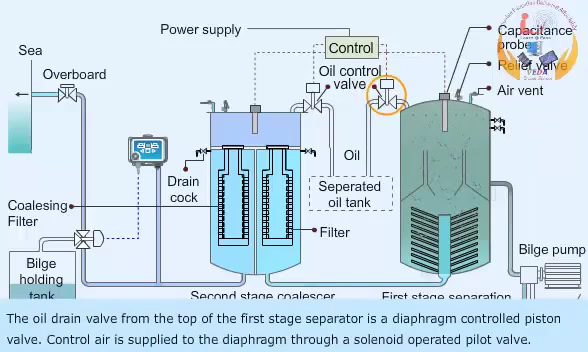 Power supply
Capacitance
probe
Sea
Control
Relief valve
Overboard
Oil control
valve
VEDA
Air vent
Oil
Drain
cock
Seperated
oil tank
Coalesing
Filter
Filter
Bilge pump
Bilge
holding
tank
Second stage coalescer
First stage separation
The oil drain valve from the top of the first stage separator is a diaphragm controlled piston
valve. Control air is supplied to the diaphragm through a solenoid operated pilot valve.